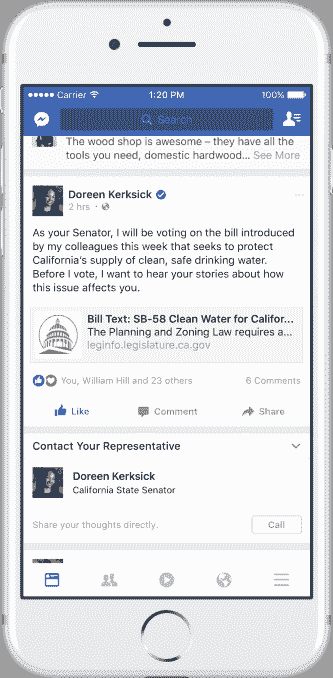 Carrier 1:20 PM 100%
Search
The wood shop is awesome – they have all the
tools you need, domestic hardwood... See More
Doreen Kerksick
2 hrs ·
As your Senator, I will be voting on the bill introduced
by my colleagues this week that seeks to protect
California's supply of clean, safe drinking water.
Before I vote, I want to hear your stories about how
this issue affects you.
Bill Text: SB-58 Clean Water for Califor...
The Planning and Zoning Law requires a...
leginfo.legislature.ca.gov
You, William Hill and 23 others 6 Comments
Like Comment Share
Contact Your Representative
Doreen Kerksick
California State Senator
Share your thoughts directly. Call